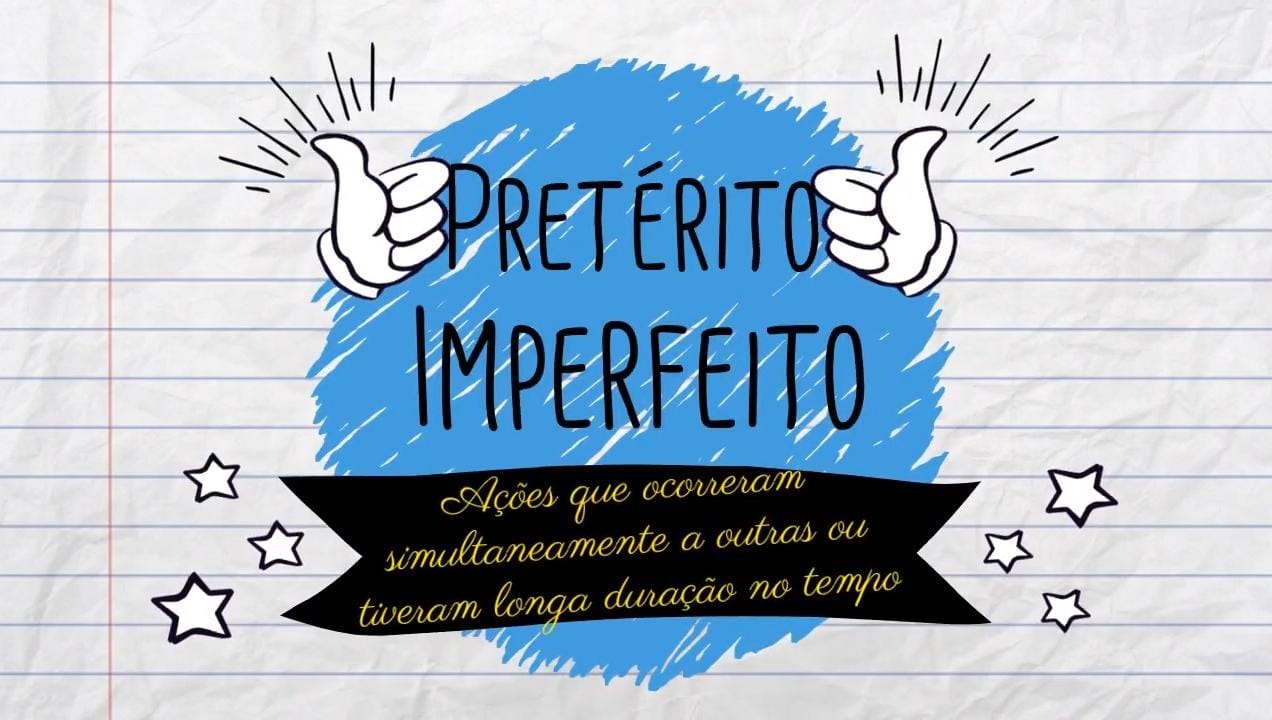 PRETÉRITO
IMPERFEITO
Ações que ocorreram
simultaneamente a outras ou
tiveram longa duração no tempo